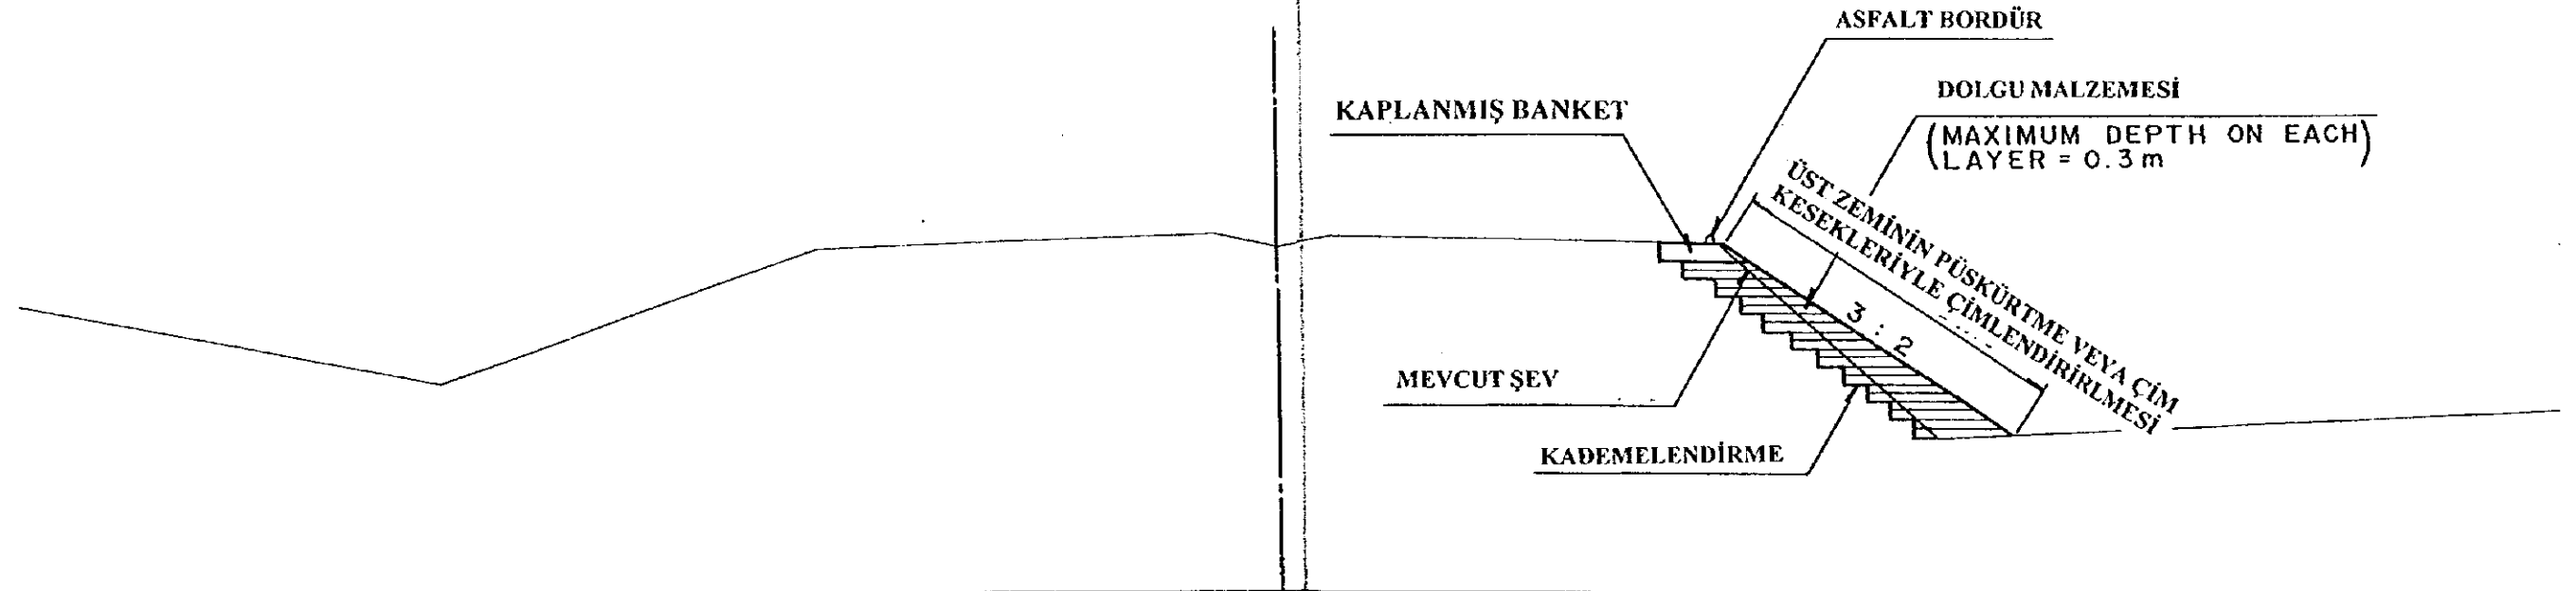 ASFALT BORDÜR
KAPLANMIŞ BANKET
DOLGU MALZEMESİ
(MAXIMUM DEPTH ON EACH)
LAYER = 0.3 m
ÜST ZEMİNİN PÜSKÜRTME VEYA ÇİM
KESEKLERİYLE ÇİMLENDİRİRLMESİ
3 : 2
MEVCUT ŞEV
KADEMELENDİRME